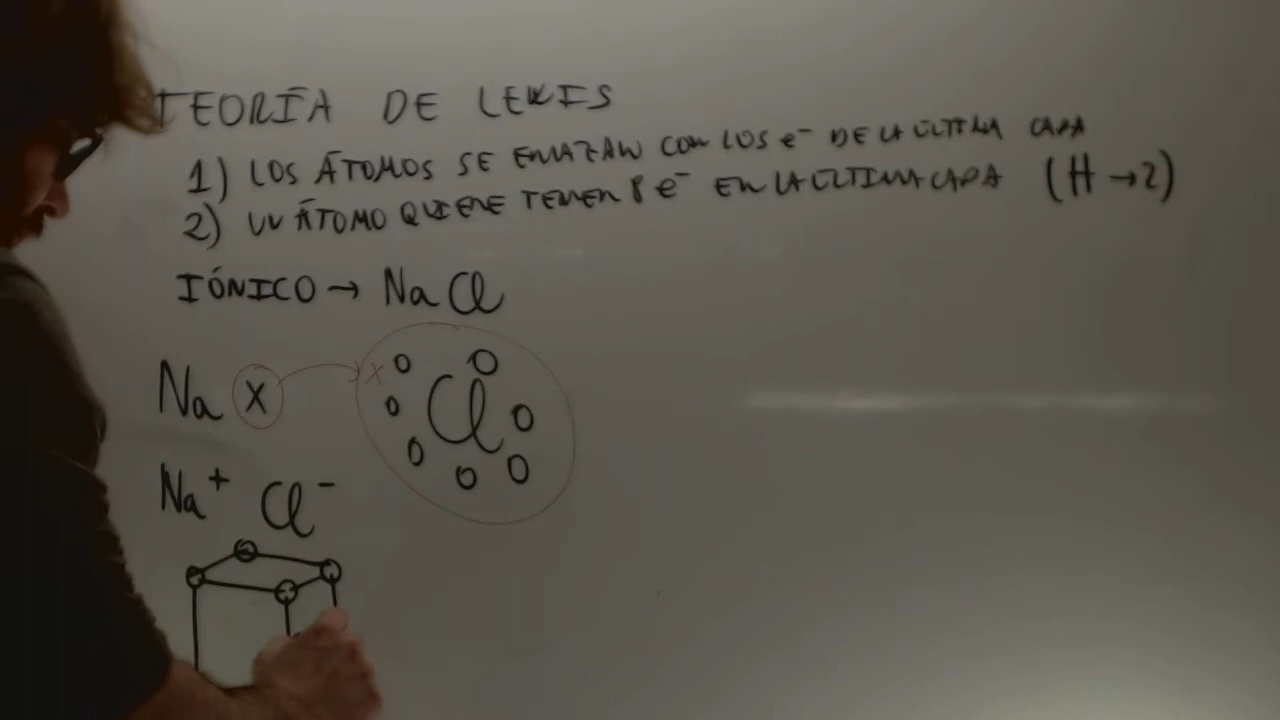 TEORÍA DE LEWIS
1) LOS ÁTOMOS SE ENLAZAN CON LOS e⁻ DE LA ÚLTIMA CAPA
2) UN ÁTOMO QUIERE TENER 8 e⁻ EN LA ÚLTIMA CAPA (H→2)
IÓNICO → NaCl
Na x x Cl
Na⁺ Cl⁻